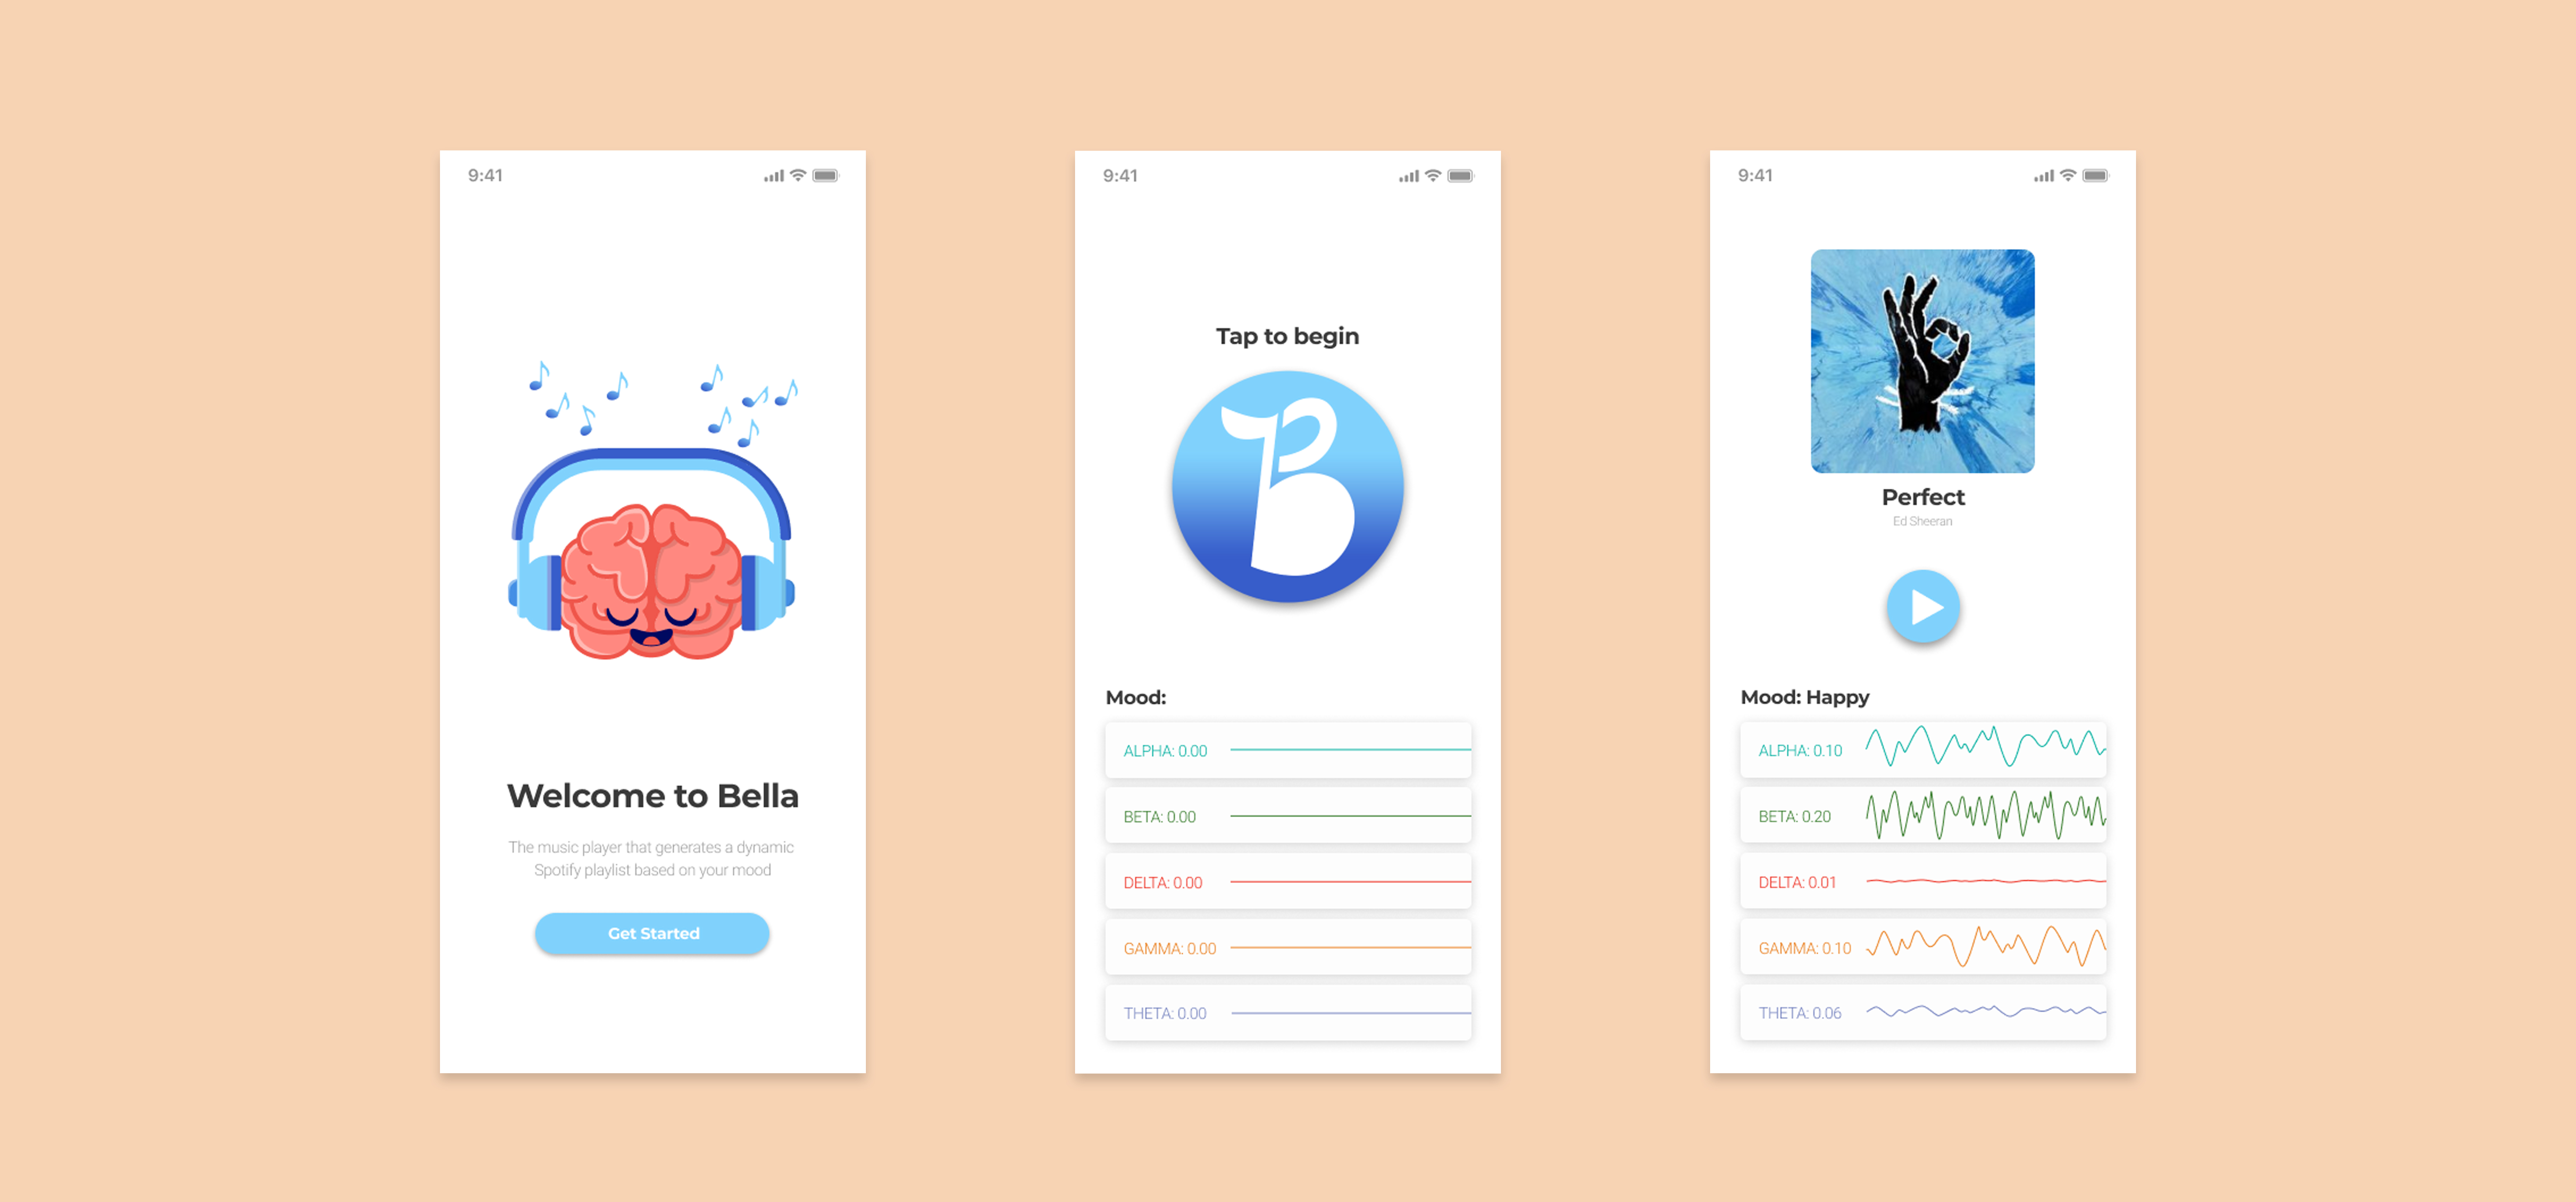 9:41
Welcome to Bella
The music player that generates a dynamic
Spotify playlist based on your mood
Get Started
9:41
Tap to begin
B
Mood:
ALPHA: 0.00
BETA: 0.00
DELTA: 0.00
GAMMA: 0.00
THETA: 0.00
9:41
Perfect
Ed Sheeran
Mood: Happy
ALPHA: 0.10
BETA: 0.20
DELTA: 0.01
GAMMA: 0.10
THETA: 0.06